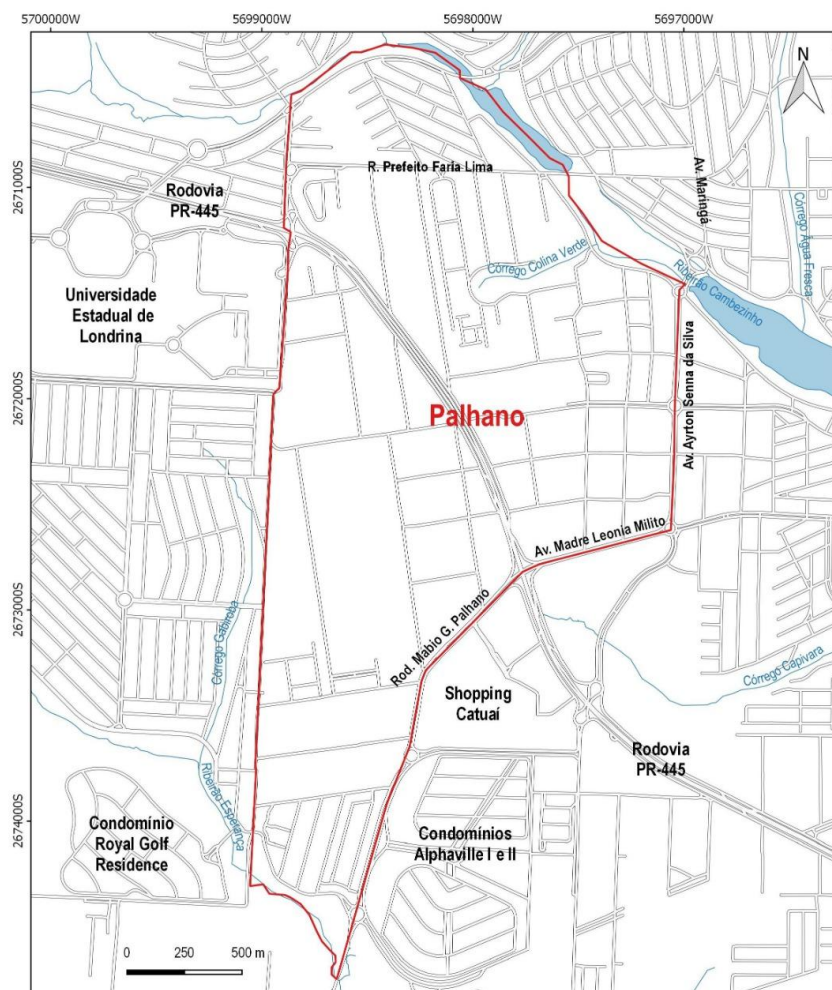 5700000W
5699000W
5698000W
5697000W
N
2671000S
2672000S
2673000S
2674000S
R. Prefeito Faria Lima
Av. Maringá
Córrego Água Fresca
Rodovia
PR-445
Córrego Colina Verde
Ribeirão Cambezinho
Universidade
Estadual de
Londrina
Palhano
Av. Ayrton Senna da Silva
Av. Madre Leonia Milito
Rod. Mábio G. Palhano
Córrego Gabiroba
Shopping
Catuaí
Córrego Capivara
Rodovia
PR-445
Ribeirão Esperança
Condomínio
Royal Golf
Residence
Condomínios
Alphaville I e II
0 250 500 m